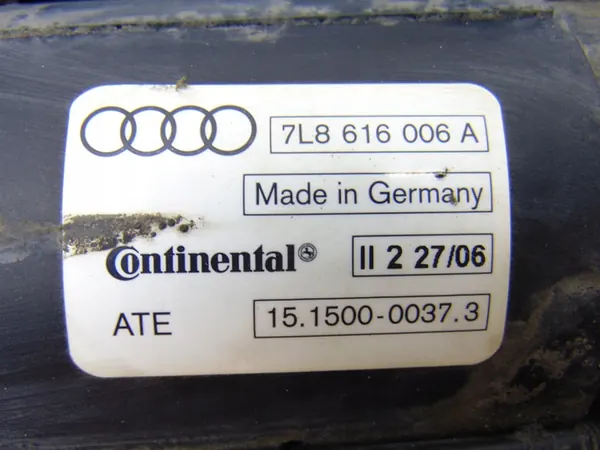 7L8 616 006 A
Made in Germany
Continental® II 2 27/06
ATE 15.1500-0037.3